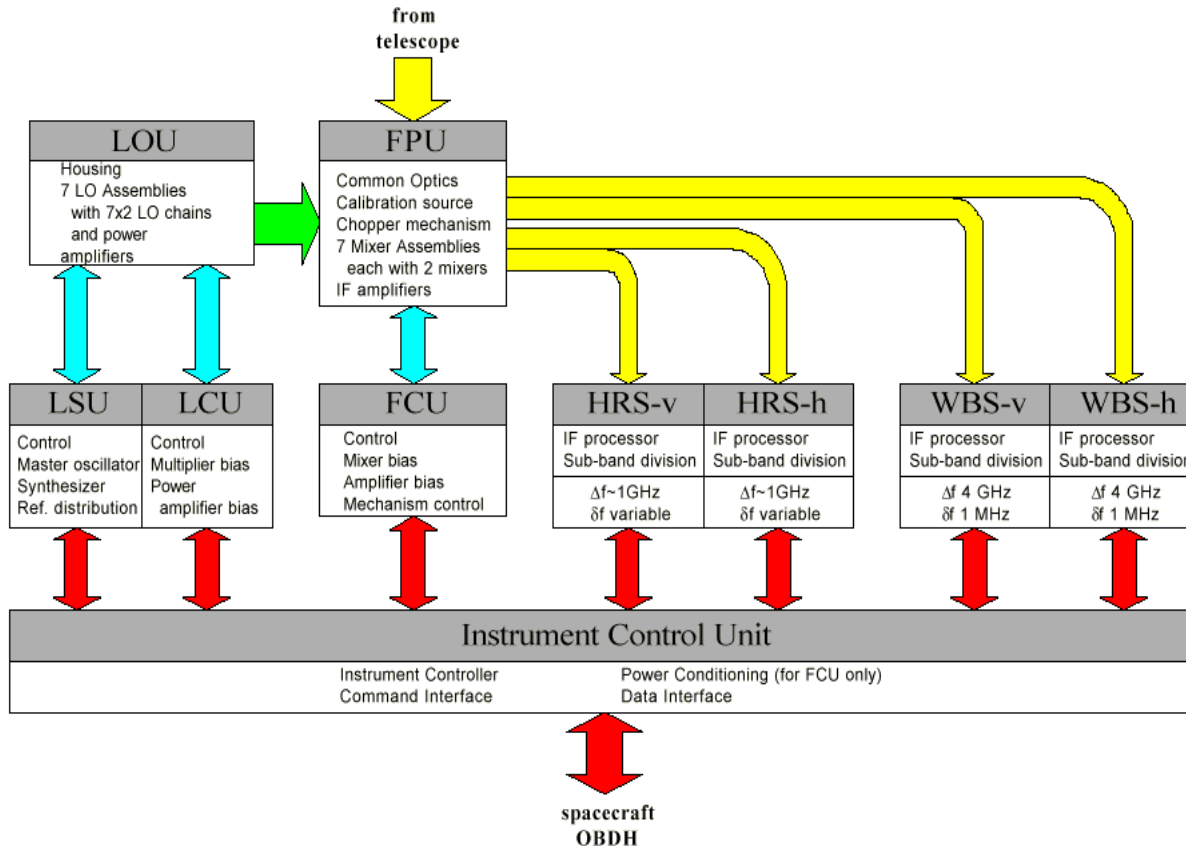 from
telescope
LOU
Housing
7 LO Assemblies
with 7x2 LO chains
and power
amplifiers
FPU
Common Optics
Calibration source
Chopper mechanism
7 Mixer Assemblies
each with 2 mixers
IF amplifiers
LSU
Control
Master oscillator
Synthesizer
Ref. distribution
LCU
Control
Multiplier bias
Power
amplifier bias
FCU
Control
Mixer bias
Amplifier bias
Mechanism control
HRS-v
IF processor
Sub-band division
Δf~1GHz
δf variable
HRS-h
IF processor
Sub-band division
Δf~1GHz
δf variable
WBS-v
IF processor
Sub-band division
Δf 4 GHz
δf 1 MHz
WBS-h
IF processor
Sub-band division
Δf 4 GHz
δf 1 MHz
Instrument Control Unit
Instrument Controller
Command Interface
Power Conditioning (for FCU only)
Data Interface
spacecraft
OBDH